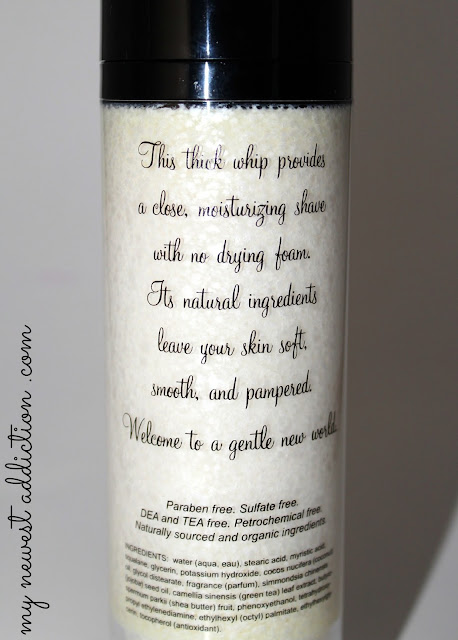 This thick whip provides
a close, moisturizing shave
with no drying foam.
Its natural ingredients
leave your skin soft,
smooth, and pampered.
Welcome to a gentle new world.
Paraben free. Sulfate free.
DEA and TEA free. Petrochemical free.
Naturally sourced and organic ingredients.
INGREDIENTS: water (aqua, eau), stearic acid, myristic acid,
glycerin, potassium hydroxide, cocos nucifera (coconut)
oil, glycol distearate, fragrance (parfum), simmondsia chinensis
(jojoba) seed oil, camellia sinensis (green tea) leaf extract,
parkii (shea butter) fruit, phenoxyethanol,
ethylenediamine, ethylhexyl (octyl) palmitate,
tocopherol (antioxidant).
my newest addiction .com